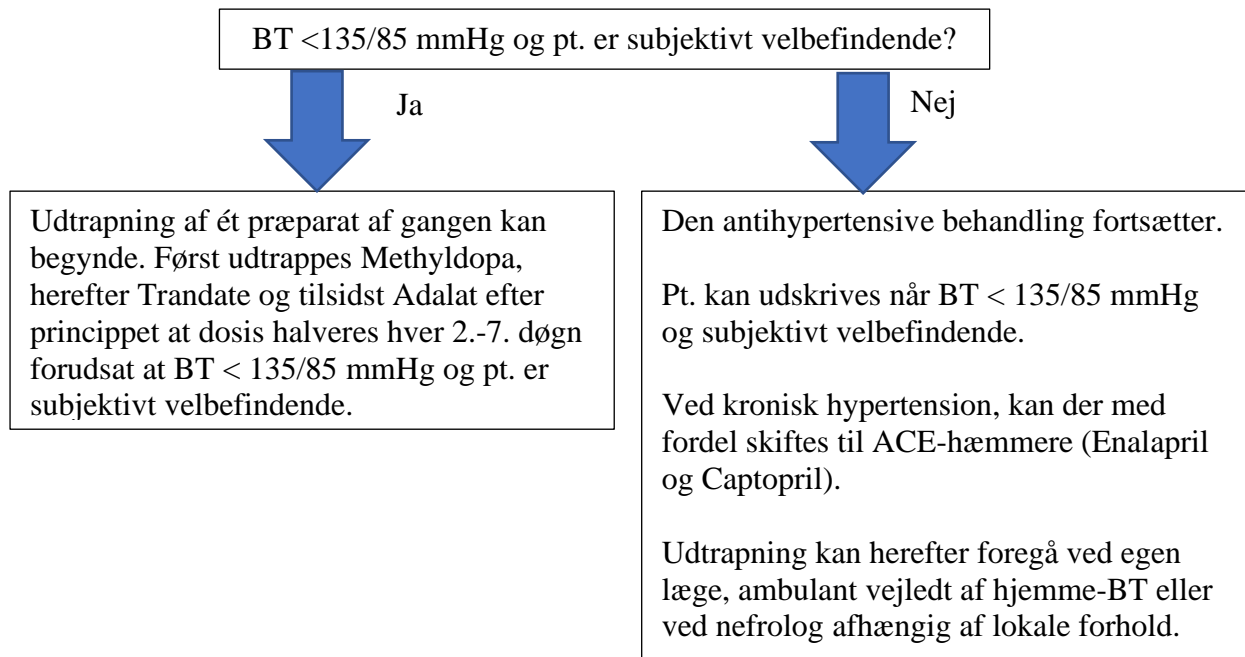 BT <135/85 mmHg og pt. er subjektivt velbefindende?
Ja
Nej
Udtrapning af ét præparat af gangen kan
begynde. Først udtrappes Methyldopa,
herefter Trandate og tilsidst Adalat efter
princippet at dosis halveres hver 2.-7. døgn
forudsat at BT < 135/85 mmHg og pt. er
subjektivt velbefindende.
Den antihypertensive behandling fortsætter.
Pt. kan udskrives når BT < 135/85 mmHg
og subjektivt velbefindende.
Ved kronisk hypertension, kan der med
fordel skiftes til ACE-hæmmere (Enalapril
og Captopril).
Udtrapning kan herefter foregå ved egen
læge, ambulant vejledt af hjemme-BT eller
ved nefrolog afhængig af lokale forhold.